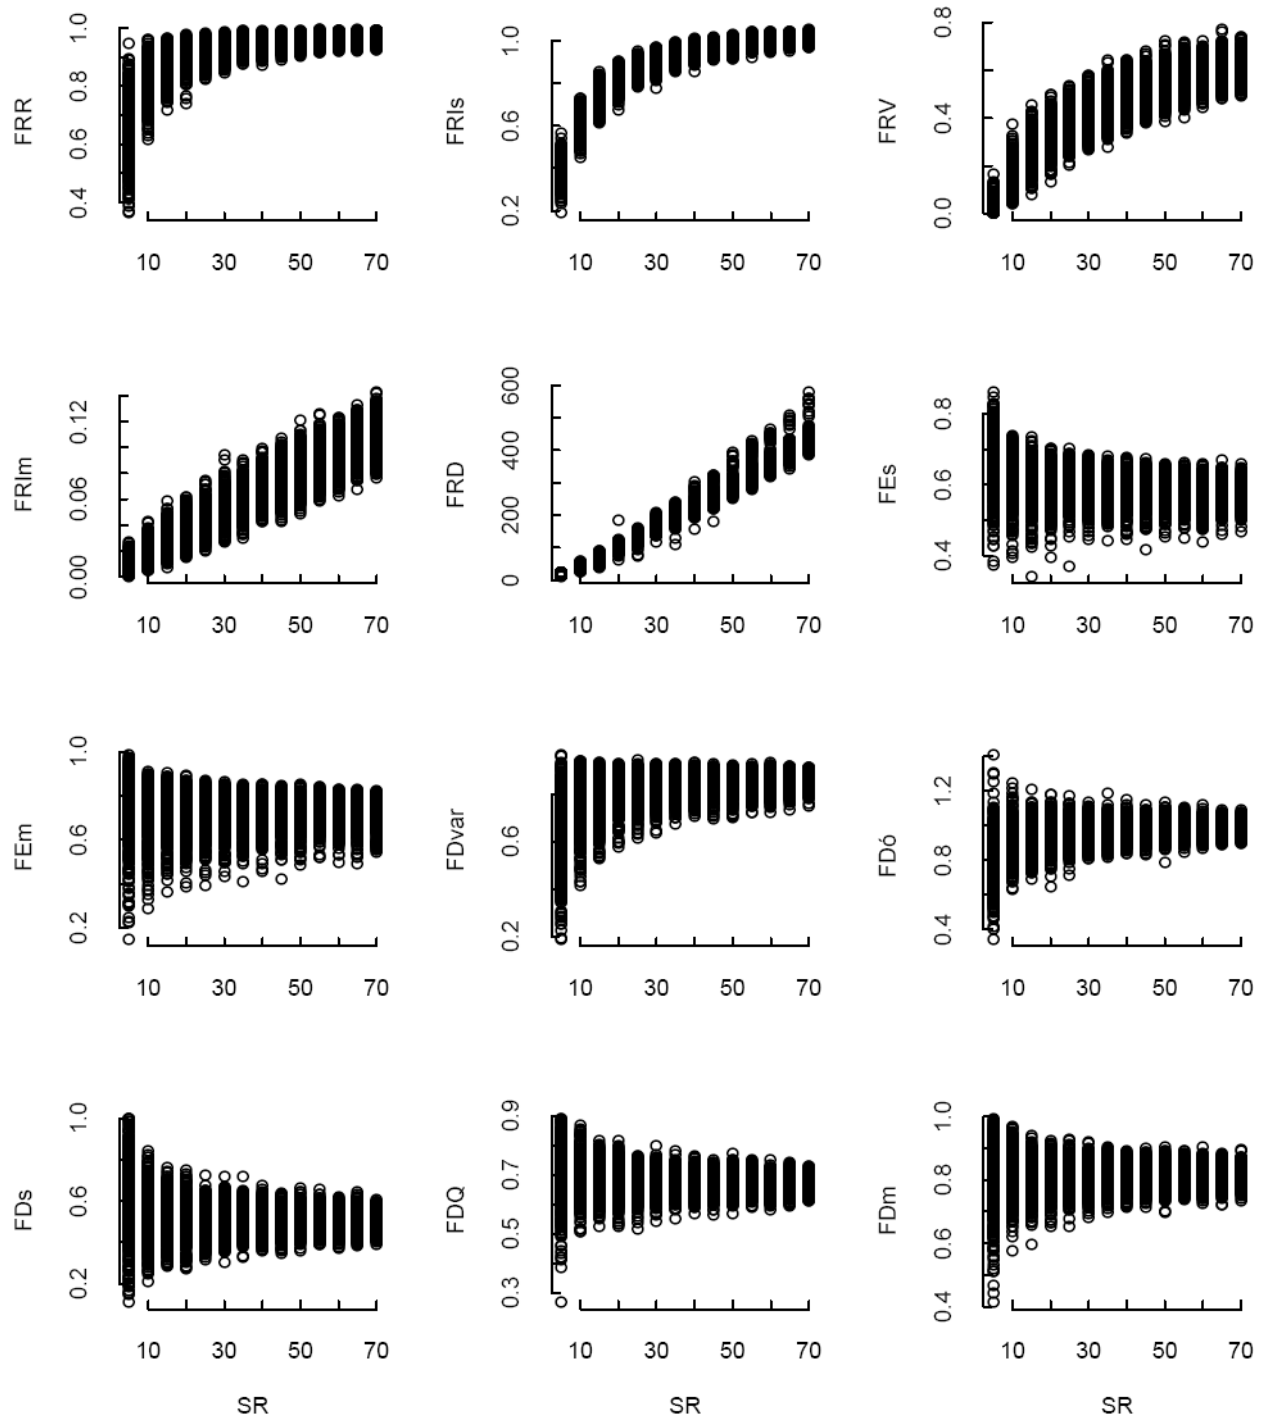 FRR 0.4 0.6 0.8 1.0
10 30 50 70
FRIs 0.2 0.6 1.0
10 30 50 70
FRV 0.0 0.4 0.8
10 30 50 70
FRIm 0.00 0.06 0.12
10 30 50 70
FRD 0 200 400 600
10 30 50 70
FEs 0.4 0.6 0.8
10 30 50 70
FEm 0.2 0.6 1.0
10 30 50 70
FDvar 0.2 0.6
10 30 50 70
FDó 0.4 0.8 1.2
10 30 50 70
FDs 0.2 0.6 1.0
10 30 50 70
SR
FDQ 0.3 0.5 0.7 0.9
10 30 50 70
SR
FDm 0.4 0.6 0.8 1.0
10 30 50 70
SR